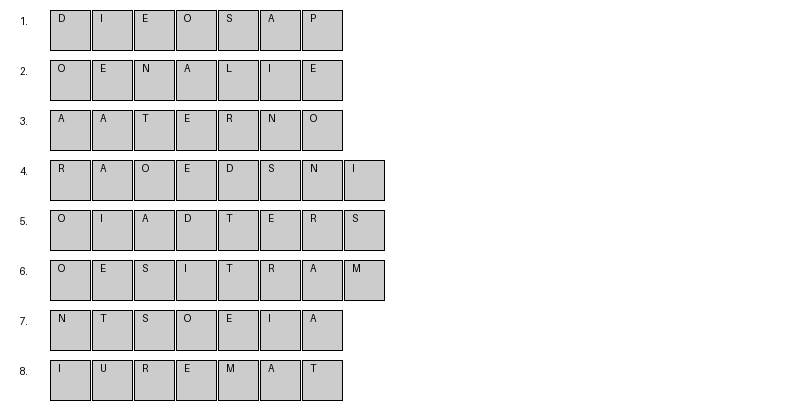 1. D I E O S A P
2. O E N A L I E
3. A A T E R N O
4. R A O E D S N I
5. O I A D T E R S
6. O E S I T R A M
7. N T S O E I A
8. I U R E M A T